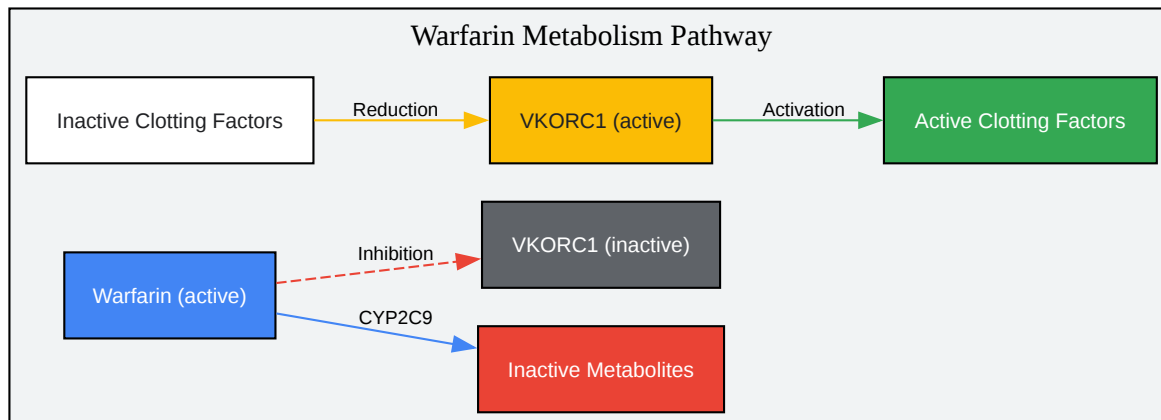 Warfarin Metabolism Pathway
Inactive Clotting Factors
Reduction
VKORC1 (active)
Activation
Active Clotting Factors
Warfarin (active)
Inhibition
VKORC1 (inactive)
CYP2C9
Inactive Metabolites